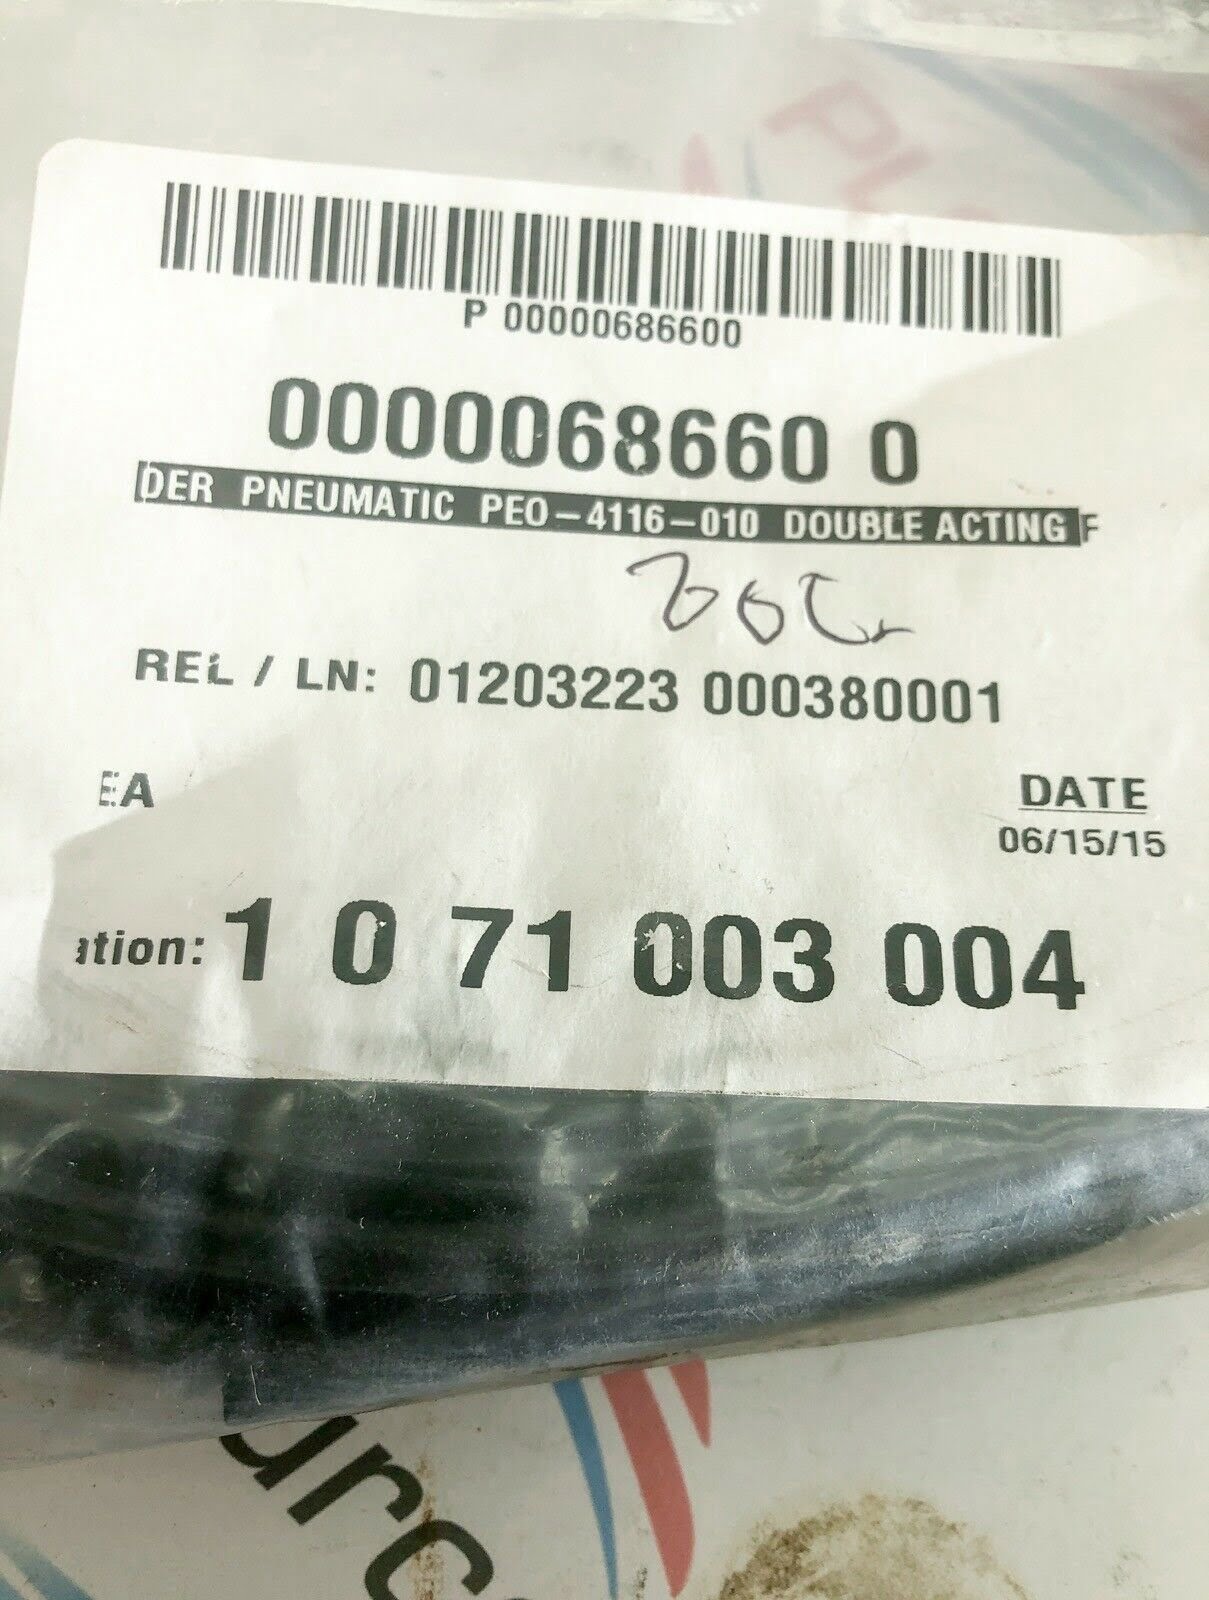 P 00000686600
0000068660 0
DER PNEUMATIC PEO-4116-010 DOUBLE ACTING F
REL / LN: 01203223 000380001
EA
DATE
06/15/15
ation: 1 0 71 003 004
urc